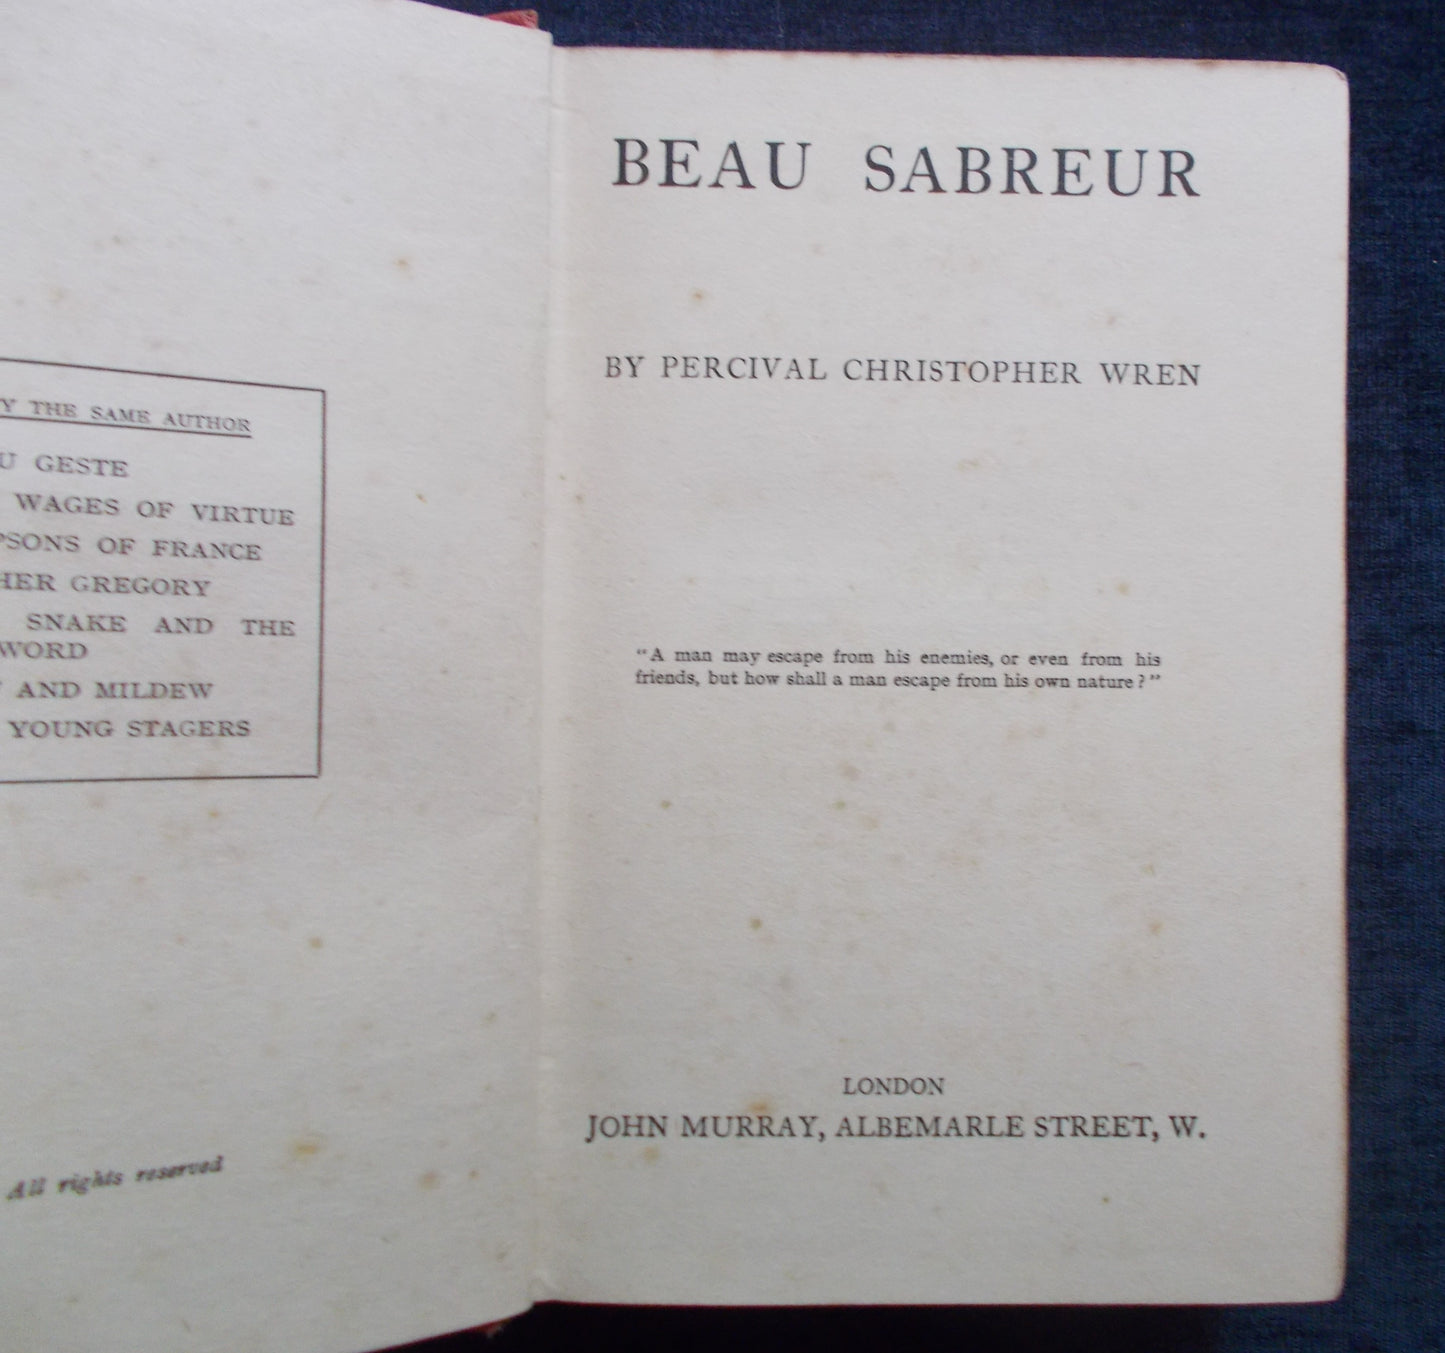 Y THE SAME AUTHOR
U GESTE
WAGES OF VIRTUE
PSONS OF FRANCE
HER GREGORY
SNAKE AND THE
WORD
AND MILDEW
YOUNG STAGERS
All rights reserved
BEAU SABREUR
BY PERCIVAL CHRISTOPHER WREN
"A man may escape from his enemies, or even from his
friends, but how shall a man escape from his own nature?"
LONDON
JOHN MURRAY, ALBEMARLE STREET, W.